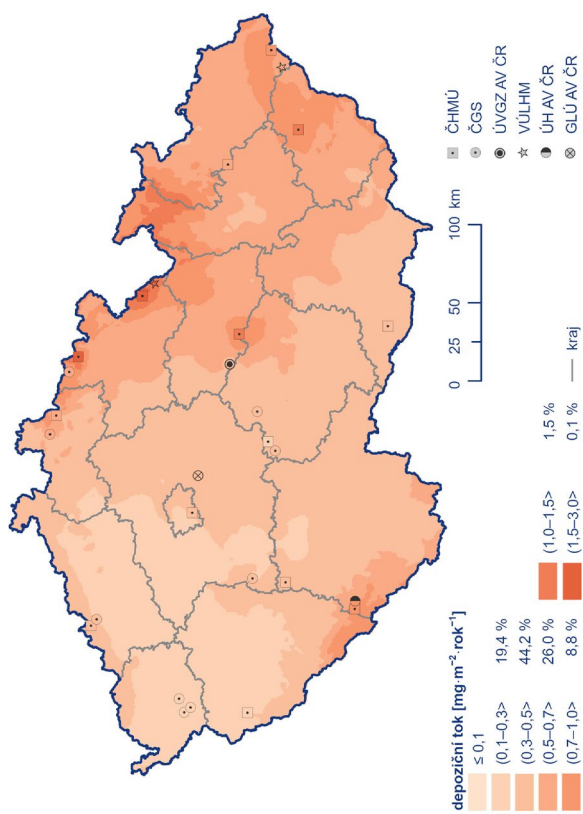 depoziční tok [mg·m⁻²·rok⁻¹]
≤ 0,1
(0,1–0,3> 19,4 %
(0,3–0,5> 44,2 %
(0,5–0,7> 26,0 %
(0,7–1,0> 8,8 %
(1,0–1,5> 1,5 %
(1,5–3,0> 0,1 %
kraj
0 25 50 100 km
ČHMÚ
ČGS
ÚVGZ AV ČR
VÚLHM
ÚH AV ČR
GLÚ AV ČR